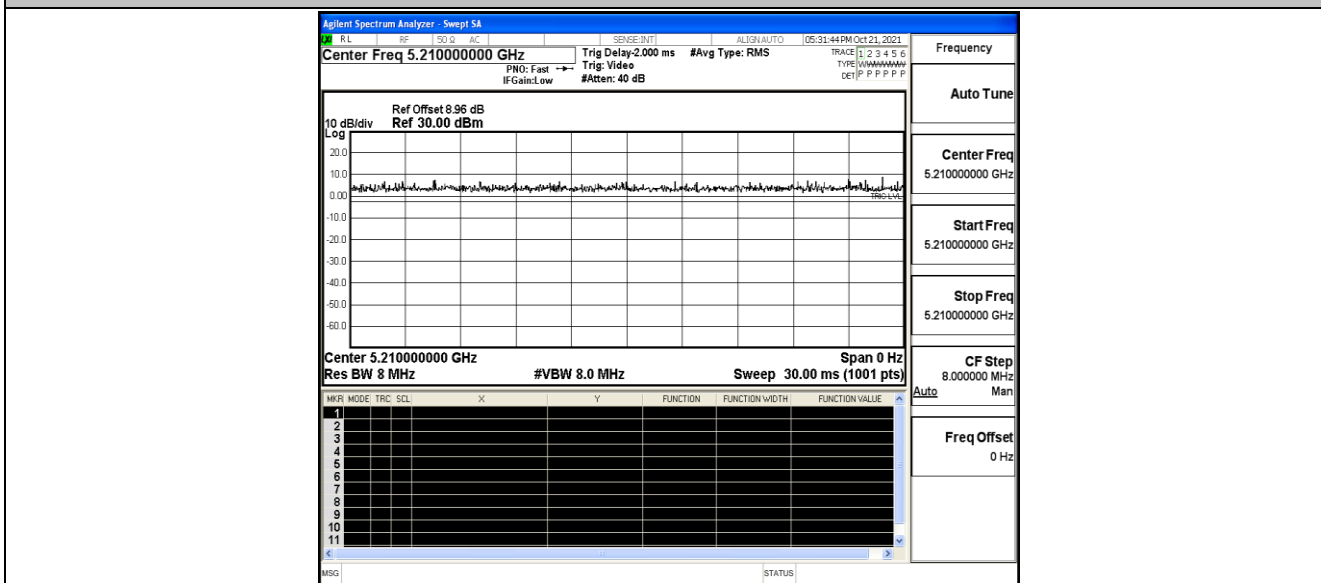 Agilent Spectrum Analyzer - Swept SA
RL RF 50 Ω AC SENSE:INT ALIGNAUTO 05:31:44 PM Oct 21, 2021
Center Freq 5.210000000 GHz
PNO: Fast
IFGain:Low
Trig Delay-2.000 ms
Trig: Video
#Atten: 40 dB
#Avg Type: RMS
TRACE 1 2 3 4 5 6
TYPE
DET P P P P P P
Ref Offset 8.96 dB
10 dB/div Ref 30.00 dBm
Log
20.0
10.0
0.00
TRIG LVL
-10.0
-20.0
-30.0
-40.0
-50.0
-60.0
Center 5.210000000 GHz Span 0 Hz
Res BW 8 MHz #VBW 8.0 MHz Sweep 30.00 ms (1001 pts)
MKR MODE TRC SCL X Y FUNCTION FUNCTION WIDTH FUNCTION VALUE
1
2
3
4
5
6
7
8
9
10
11
MSG STATUS
Frequency
Auto Tune
Center Freq
5.210000000 GHz
Start Freq
5.210000000 GHz
Stop Freq
5.210000000 GHz
CF Step
8.000000 MHz
Auto Man
Freq Offset
0 Hz